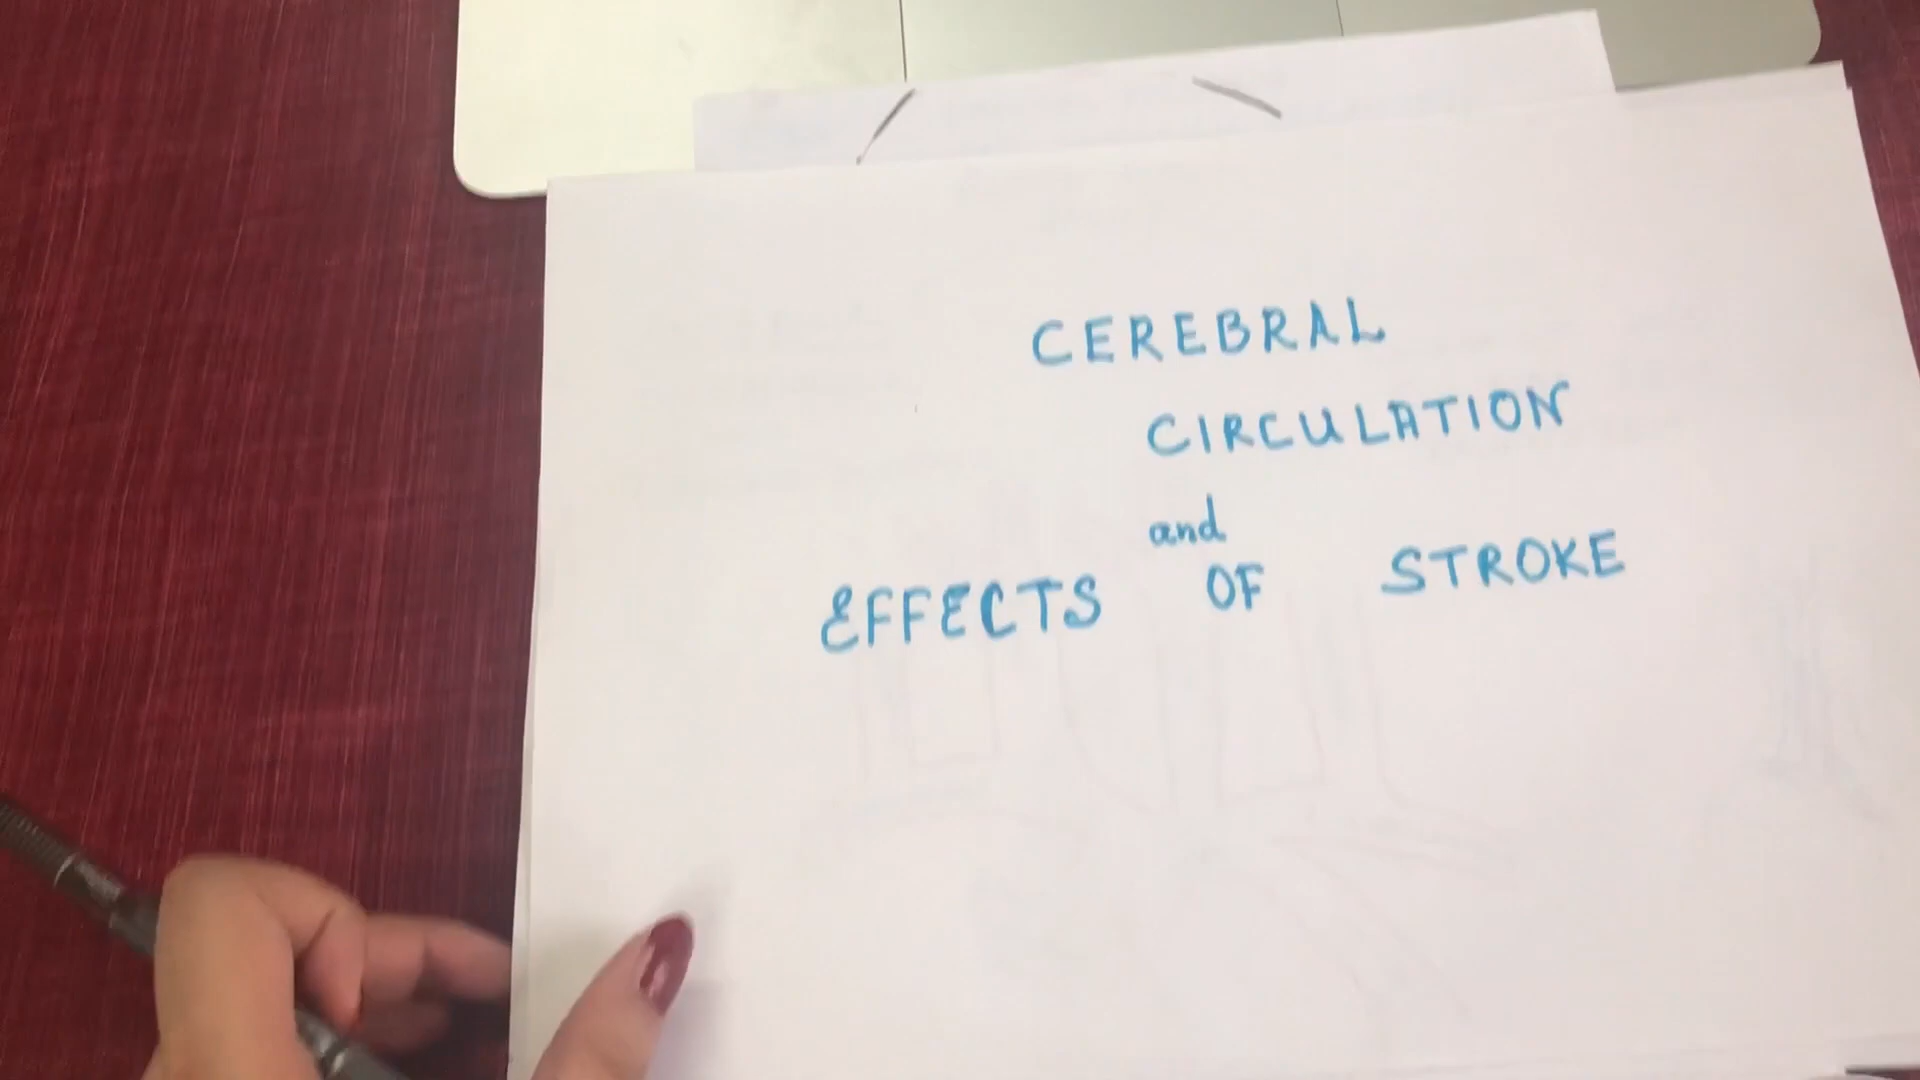 CEREBRAL
CIRCULATION
and
EFFECTS OF STROKE